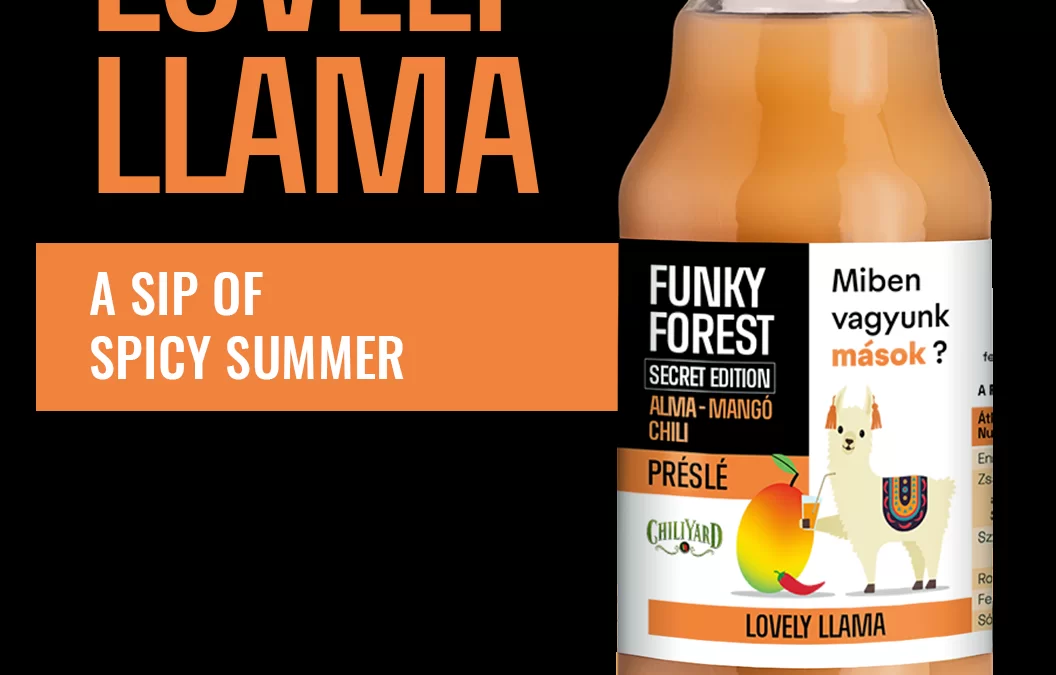 LOVELY
LLAMA
A SIP OF
SPICY SUMMER
FUNKY
FOREST
SECRET EDITION
ALMA-MANGÓ
CHILI
PRÉSLÉ
CHILIYARD
LOVELY LLAMA
Miben
vagyunk
mások ?